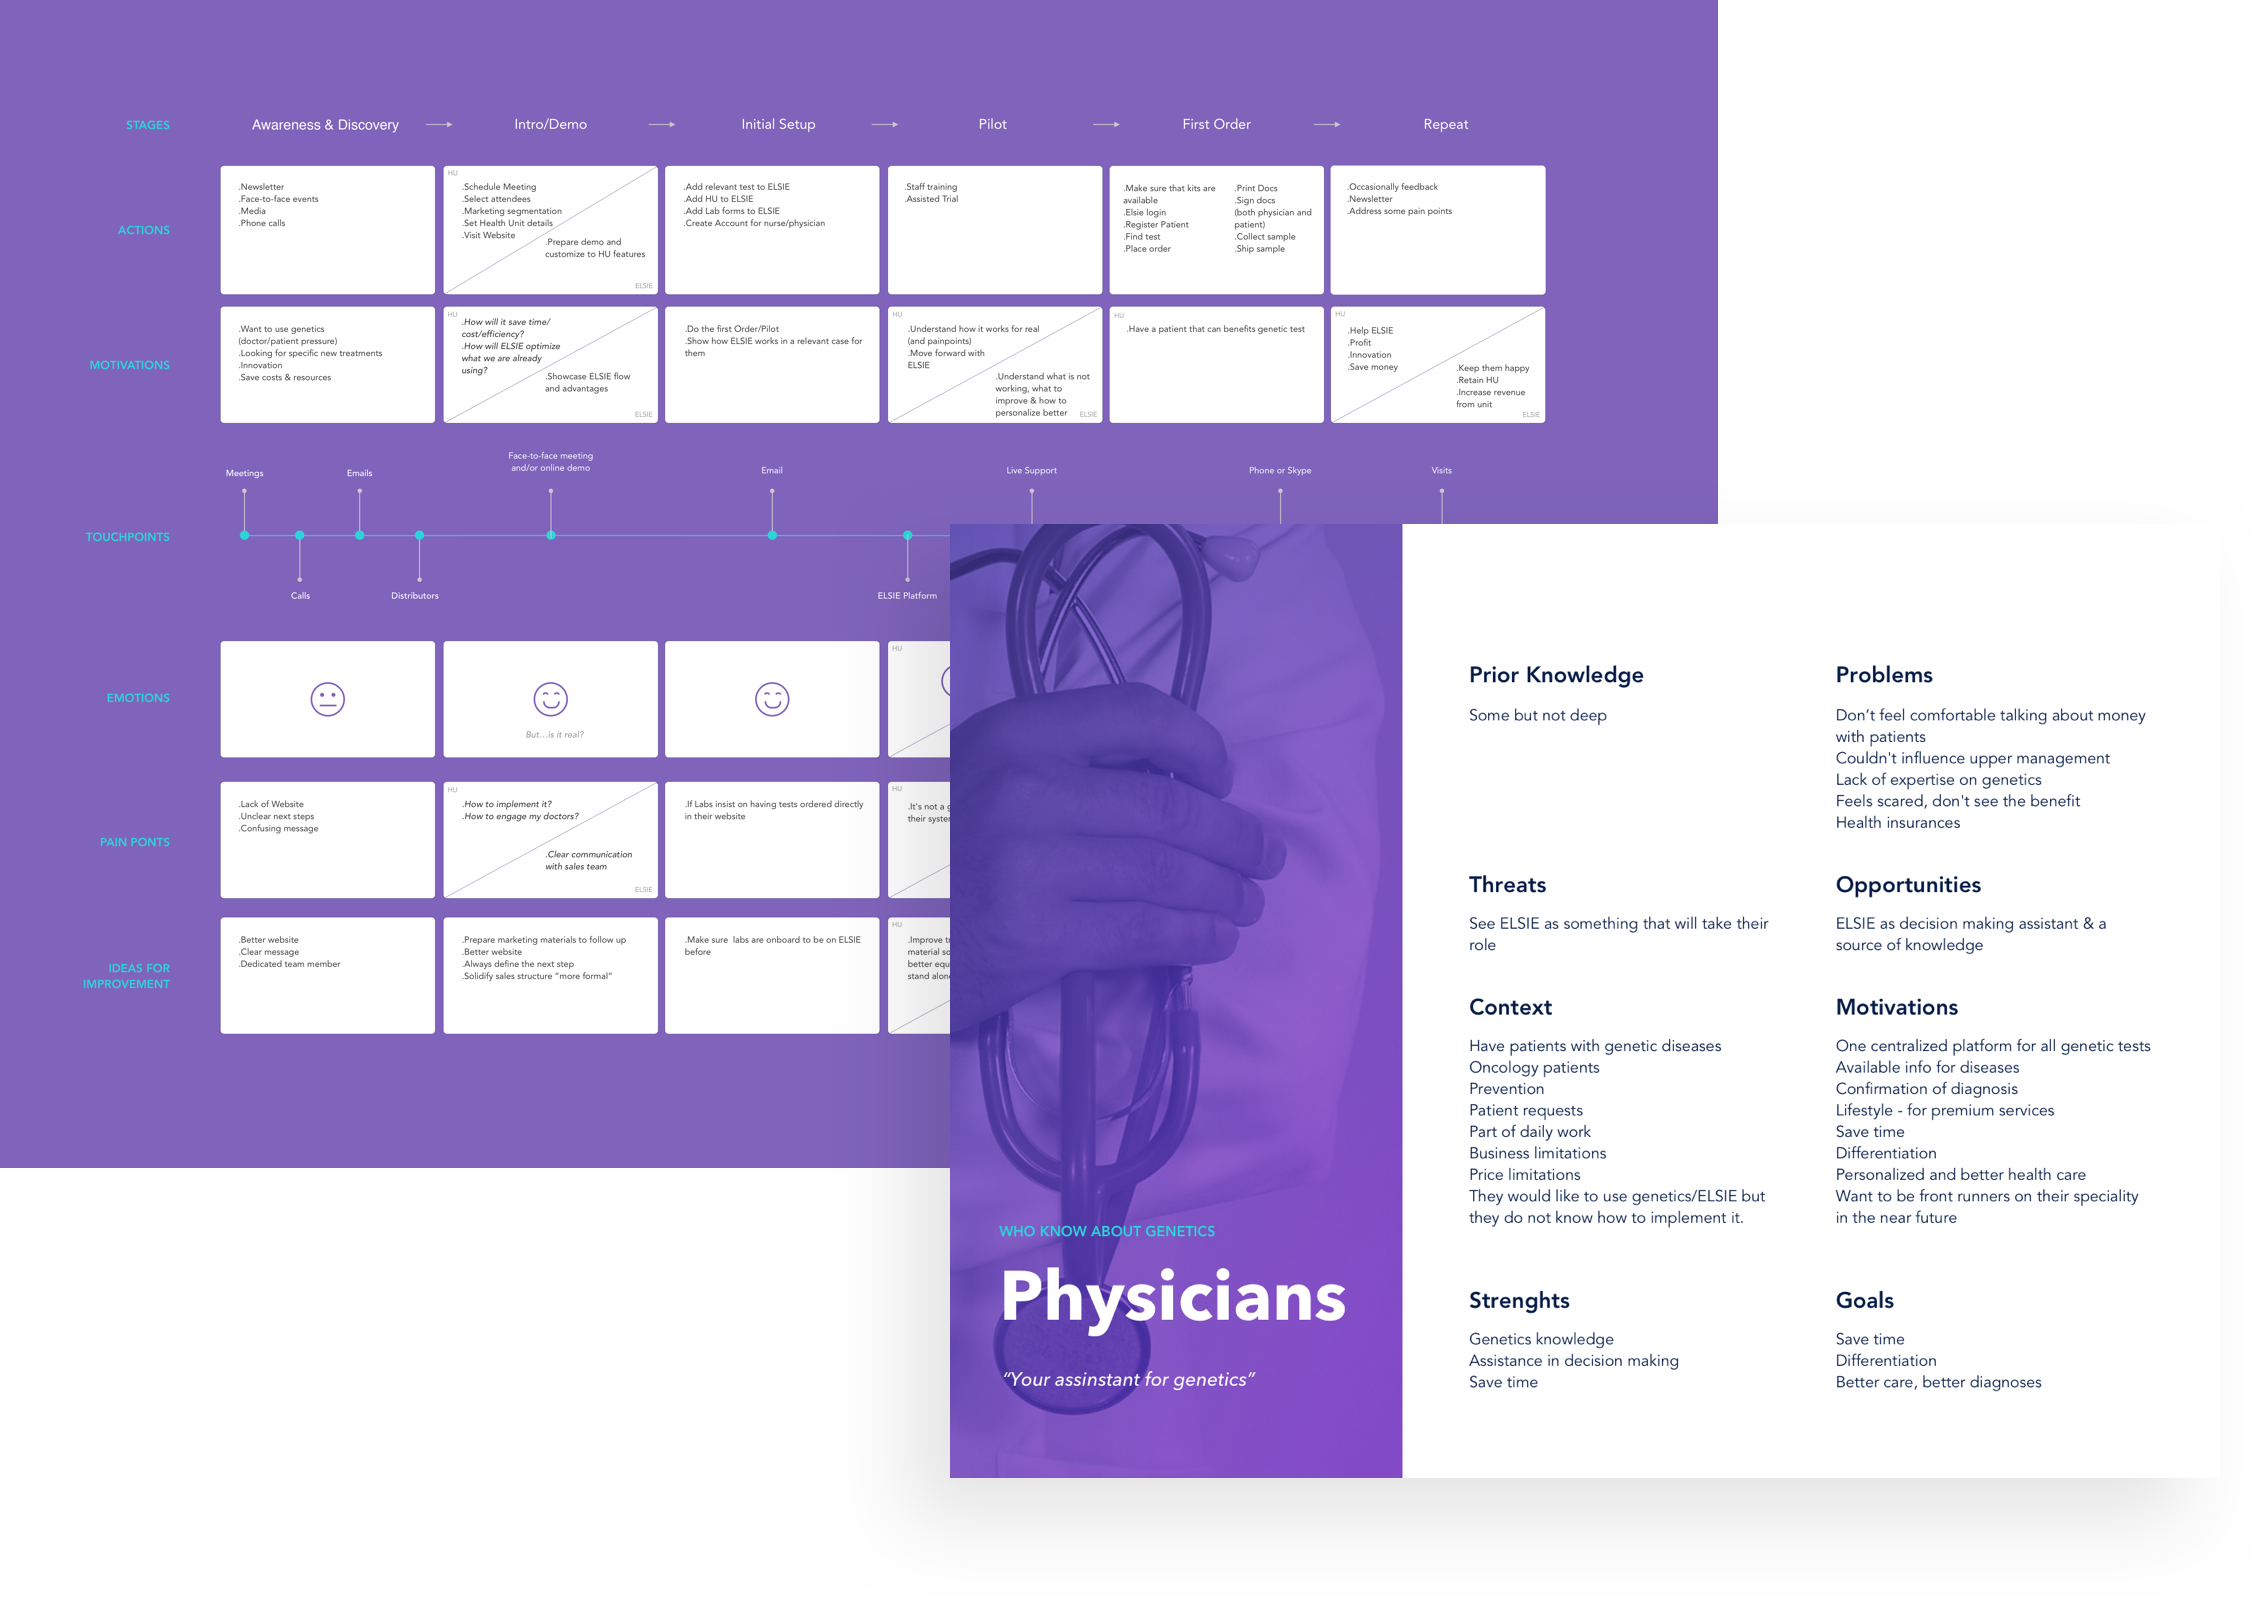 STAGES
Awareness & Discovery
Intro/Demo
Initial Setup
Pilot
First Order
Repeat
ACTIONS
.Newsletter
.Face-to-face events
.Media
.Phone calls
HU
.Schedule Meeting
.Select attendees
.Marketing segmentation
.Set Health Unit details
.Visit Website
.Prepare demo and
customize to HU features
ELSIE
.Add relevant test to ELSIE
.Add HU to ELSIE
.Add Lab forms to ELSIE
.Create Account for nurse/physician
.Staff training
.Assisted Trial
.Make sure that kits are
available
.Elsie login
.Register Patient
.Find test
.Place order
.Print Docs
.Sign docs
(both physician and
patient)
.Collect sample
.Ship sample
.Occasionally feedback
.Newsletter
.Address some pain points
MOTIVATIONS
.Want to use genetics
(doctor/patient pressure)
.Looking for specific new treatments
.Innovation
.Save costs & resources
HU
.How will it save time/
cost/efficiency?
.How will ELSIE optimize
what we are already
using?
.Showcase ELSIE flow
and advantages
ELSIE
.Do the first Order/Pilot
.Show how ELSIE works in a relevant case for
them
HU
.Understand how it works for real
(and painpoints)
.Move forward with
ELSIE
.Understand what is not
working, what to
improve & how to
personalize better
ELSIE
HU
.Have a patient that can benefits genetic test
HU
.Help ELSIE
.Profit
.Innovation
.Save money
.Keep them happy
.Retain HU
.Increase revenue
from unit
ELSIE
TOUCHPOINTS
Meetings
Calls
Emails
Distributors
Face-to-face meeting
and/or online demo
Email
ELSIE Platform
Live Support
Phone or Skype
Visits
EMOTIONS
But...is it real?
HU
PAIN PONTS
.Lack of Website
.Unclear next steps
.Confusing message
HU
.How to implement it?
.How to engage my doctors?
.Clear communication
with sales team
ELSIE
.If Labs insist on having tests ordered directly
in their website
HU
.It's not a
their
IDEAS FOR
IMPROVEMENT
.Better website
.Clear message
.Dedicated team member
.Prepare marketing materials to follow up
.Better website
.Always define the next step
.Solidify sales structure “more formal”
.Make sure labs are onboard to be on ELSIE
before
HU
.Improve
material
better
stand
WHO KNOW ABOUT GENETICS
Physicians
“Your assinstant for genetics”
Prior Knowledge
Some but not deep
Problems
Don’t feel comfortable talking about money
with patients
Couldn't influence upper management
Lack of expertise on genetics
Feels scared, don't see the benefit
Health insurances
Threats
See ELSIE as something that will take their
role
Opportunities
ELSIE as decision making assistant & a
source of knowledge
Context
Have patients with genetic diseases
Oncology patients
Prevention
Patient requests
Part of daily work
Business limitations
Price limitations
They would like to use genetics/ELSIE but
they do not know how to implement it.
Motivations
One centralized platform for all genetic tests
Available info for diseases
Confirmation of diagnosis
Lifestyle - for premium services
Save time
Differentiation
Personalized and better health care
Want to be front runners on their speciality
in the near future
Strenghts
Genetics knowledge
Assistance in decision making
Save time
Goals
Save time
Differentiation
Better care, better diagnoses